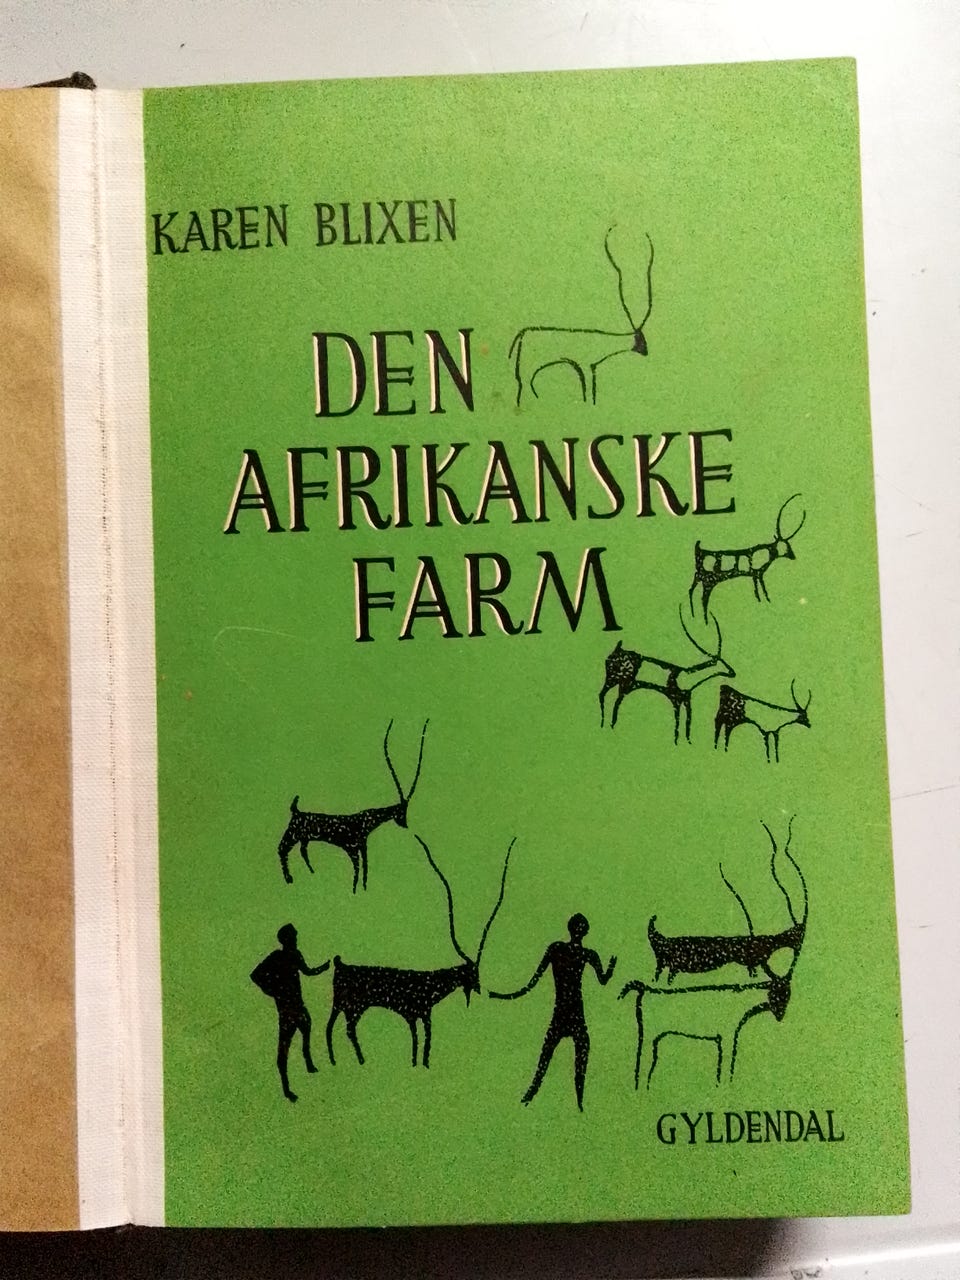 KAREN BLIXEN
DEN
AFRIKANSKE
FARM
GYLDENDAL